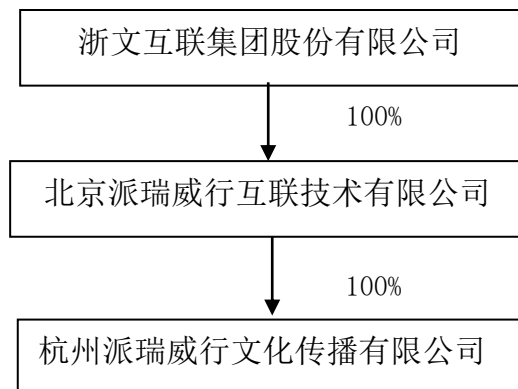 浙文互联集团股份有限公司
100%
北京派瑞威行互联技术有限公司
100%
杭州派瑞威行文化传播有限公司